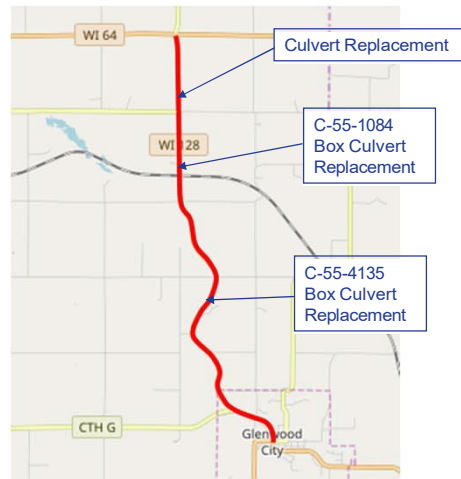 WI 64
Culvert Replacement
C-55-1084
Box Culvert
Replacement
WI 128
C-55-4135
Box Culvert
Replacement
CTH G
Glenwood
City